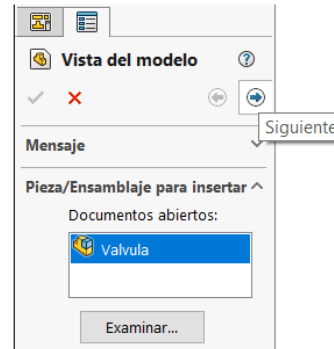 Vista del modelo
Siguiente
Mensaje
Pieza/Ensamblaje para insertar
Documentos abiertos:
Valvula
Examinar...